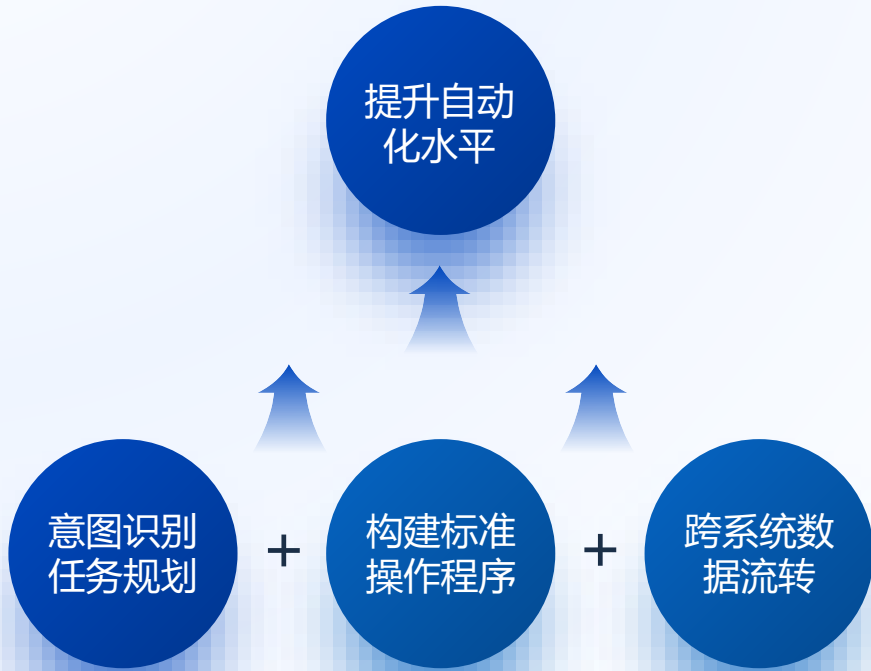 提升自动
化水平
意图识别
任务规划
+
构建标准
操作程序
+
跨系统数
据流转